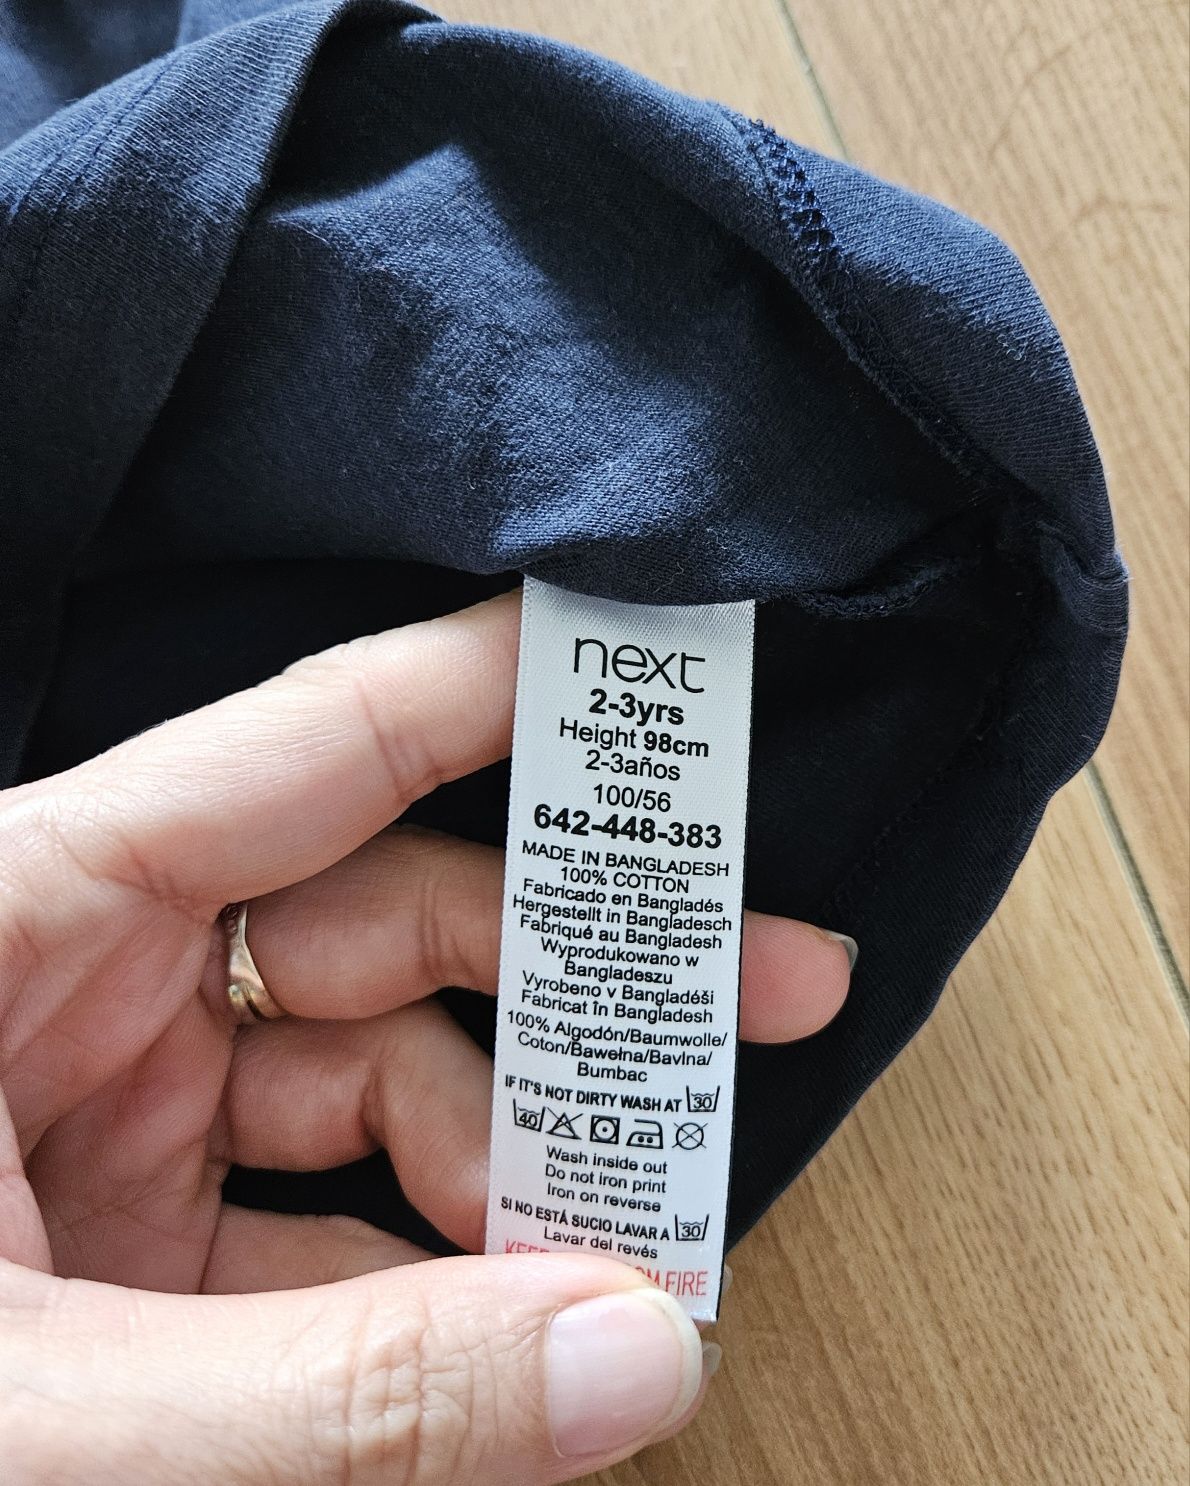 next
2-3yrs
Height 98cm
2-3años
100/56
642-448-383
MADE IN BANGLADESH
100% COTTON
Fabricado en Bangladés
Hergestellt in Bangladesch
Fabriqué au Bangladesh
Wyprodukowano w
Bangladeszu
Vyrobeno v Bangladéši
Fabricat în Bangladesh
100% Algodón/Baumwolle/
Coton/Bawełna/Bavlna/
Bumbac
IF IT'S NOT DIRTY WASH AT 30
40
Wash inside out
Do not iron print
Iron on reverse
SI NO ESTÁ SUCIO LAVAR A 30
Lavar del revés
FIRE